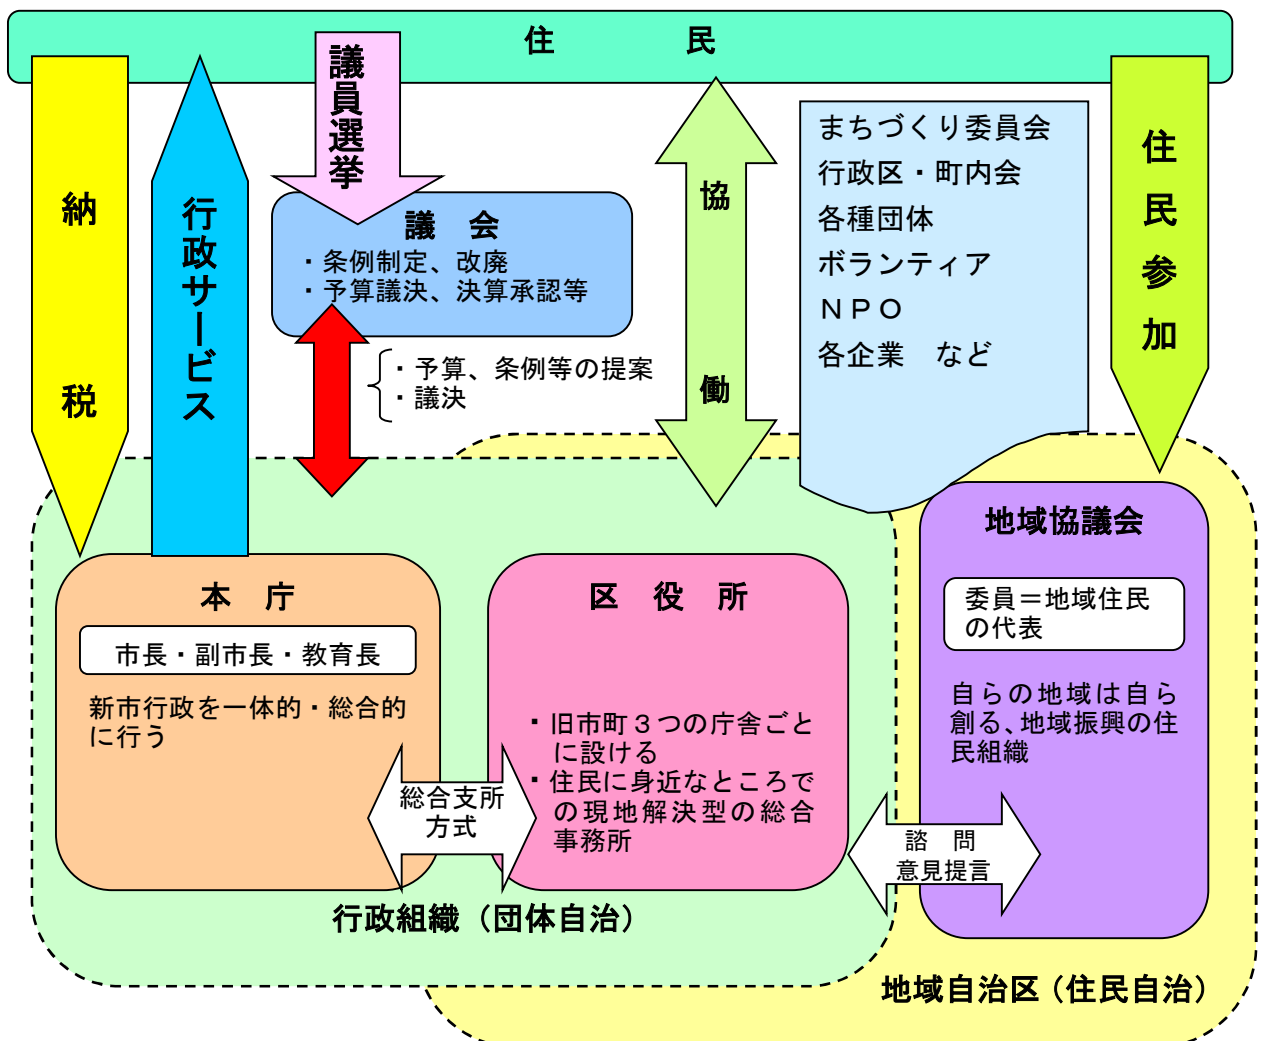 住　民
納税
行政サービス
議員選挙
議　会
・条例制定、改廃
・予算議決、決算承認等
・予算、条例等の提案
・議決
協働
まちづくり委員会
行政区・町内会
各種団体
ボランティア
ＮＰＯ
各企業　など
住民参加
本　庁
市長・副市長・教育長
新市行政を一体的・総合的
に行う
総合支所
方式
区　役　所
・旧市町３つの庁舎ごと
に設ける
・住民に身近なところで
の現地解決型の総合
事務所
行政組織（団体自治）
地域協議会
委員＝地域住民
の代表
自らの地域は自ら
創る、地域振興の住
民組織
諮　問
意見提言
地域自治区（住民自治）